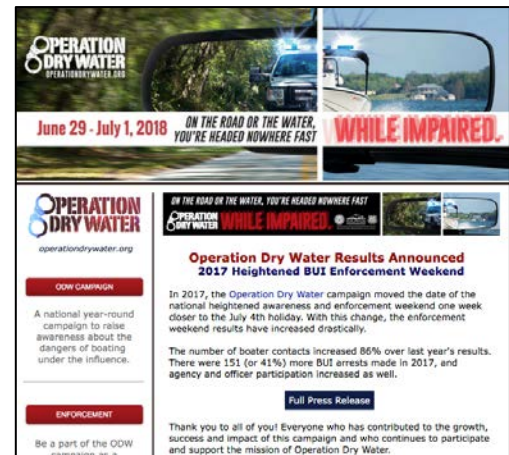 OPERATION
DRY WATER
OPERATIONDRYWATER.ORG
June 29 - July 1, 2018
ON THE ROAD OR THE WATER,
YOU'RE HEADED NOWHERE FAST
WHILE IMPAIRED.
OPERATION
DRY WATER
operationdrywater.org
ODW CAMPAIGN
A national year-round
campaign to raise
awareness about the
dangers of boating
under the influence.
ENFORCEMENT
Be a part of the ODW
campaign as a
ON THE ROAD OR THE WATER, YOU'RE HEADED NOWHERE FAST
OPERATION
DRY WATER
WHILE IMPAIRED.
Operation Dry Water Results Announced
2017 Heightened BUI Enforcement Weekend
In 2017, the Operation Dry Water campaign moved the date of the
national heightened awareness and enforcement weekend one week
closer to the July 4th holiday. With this change, the enforcement
weekend results have increased drastically.
The number of boater contacts increased 86% over last year's results.
There were 151 (or 41%) more BUI arrests made in 2017, and
agency and officer participation increased as well.
Full Press Release
Thank you to all of you! Everyone who has contributed to the growth,
success and impact of this campaign and who continues to participate
and support the mission of Operation Dry Water.